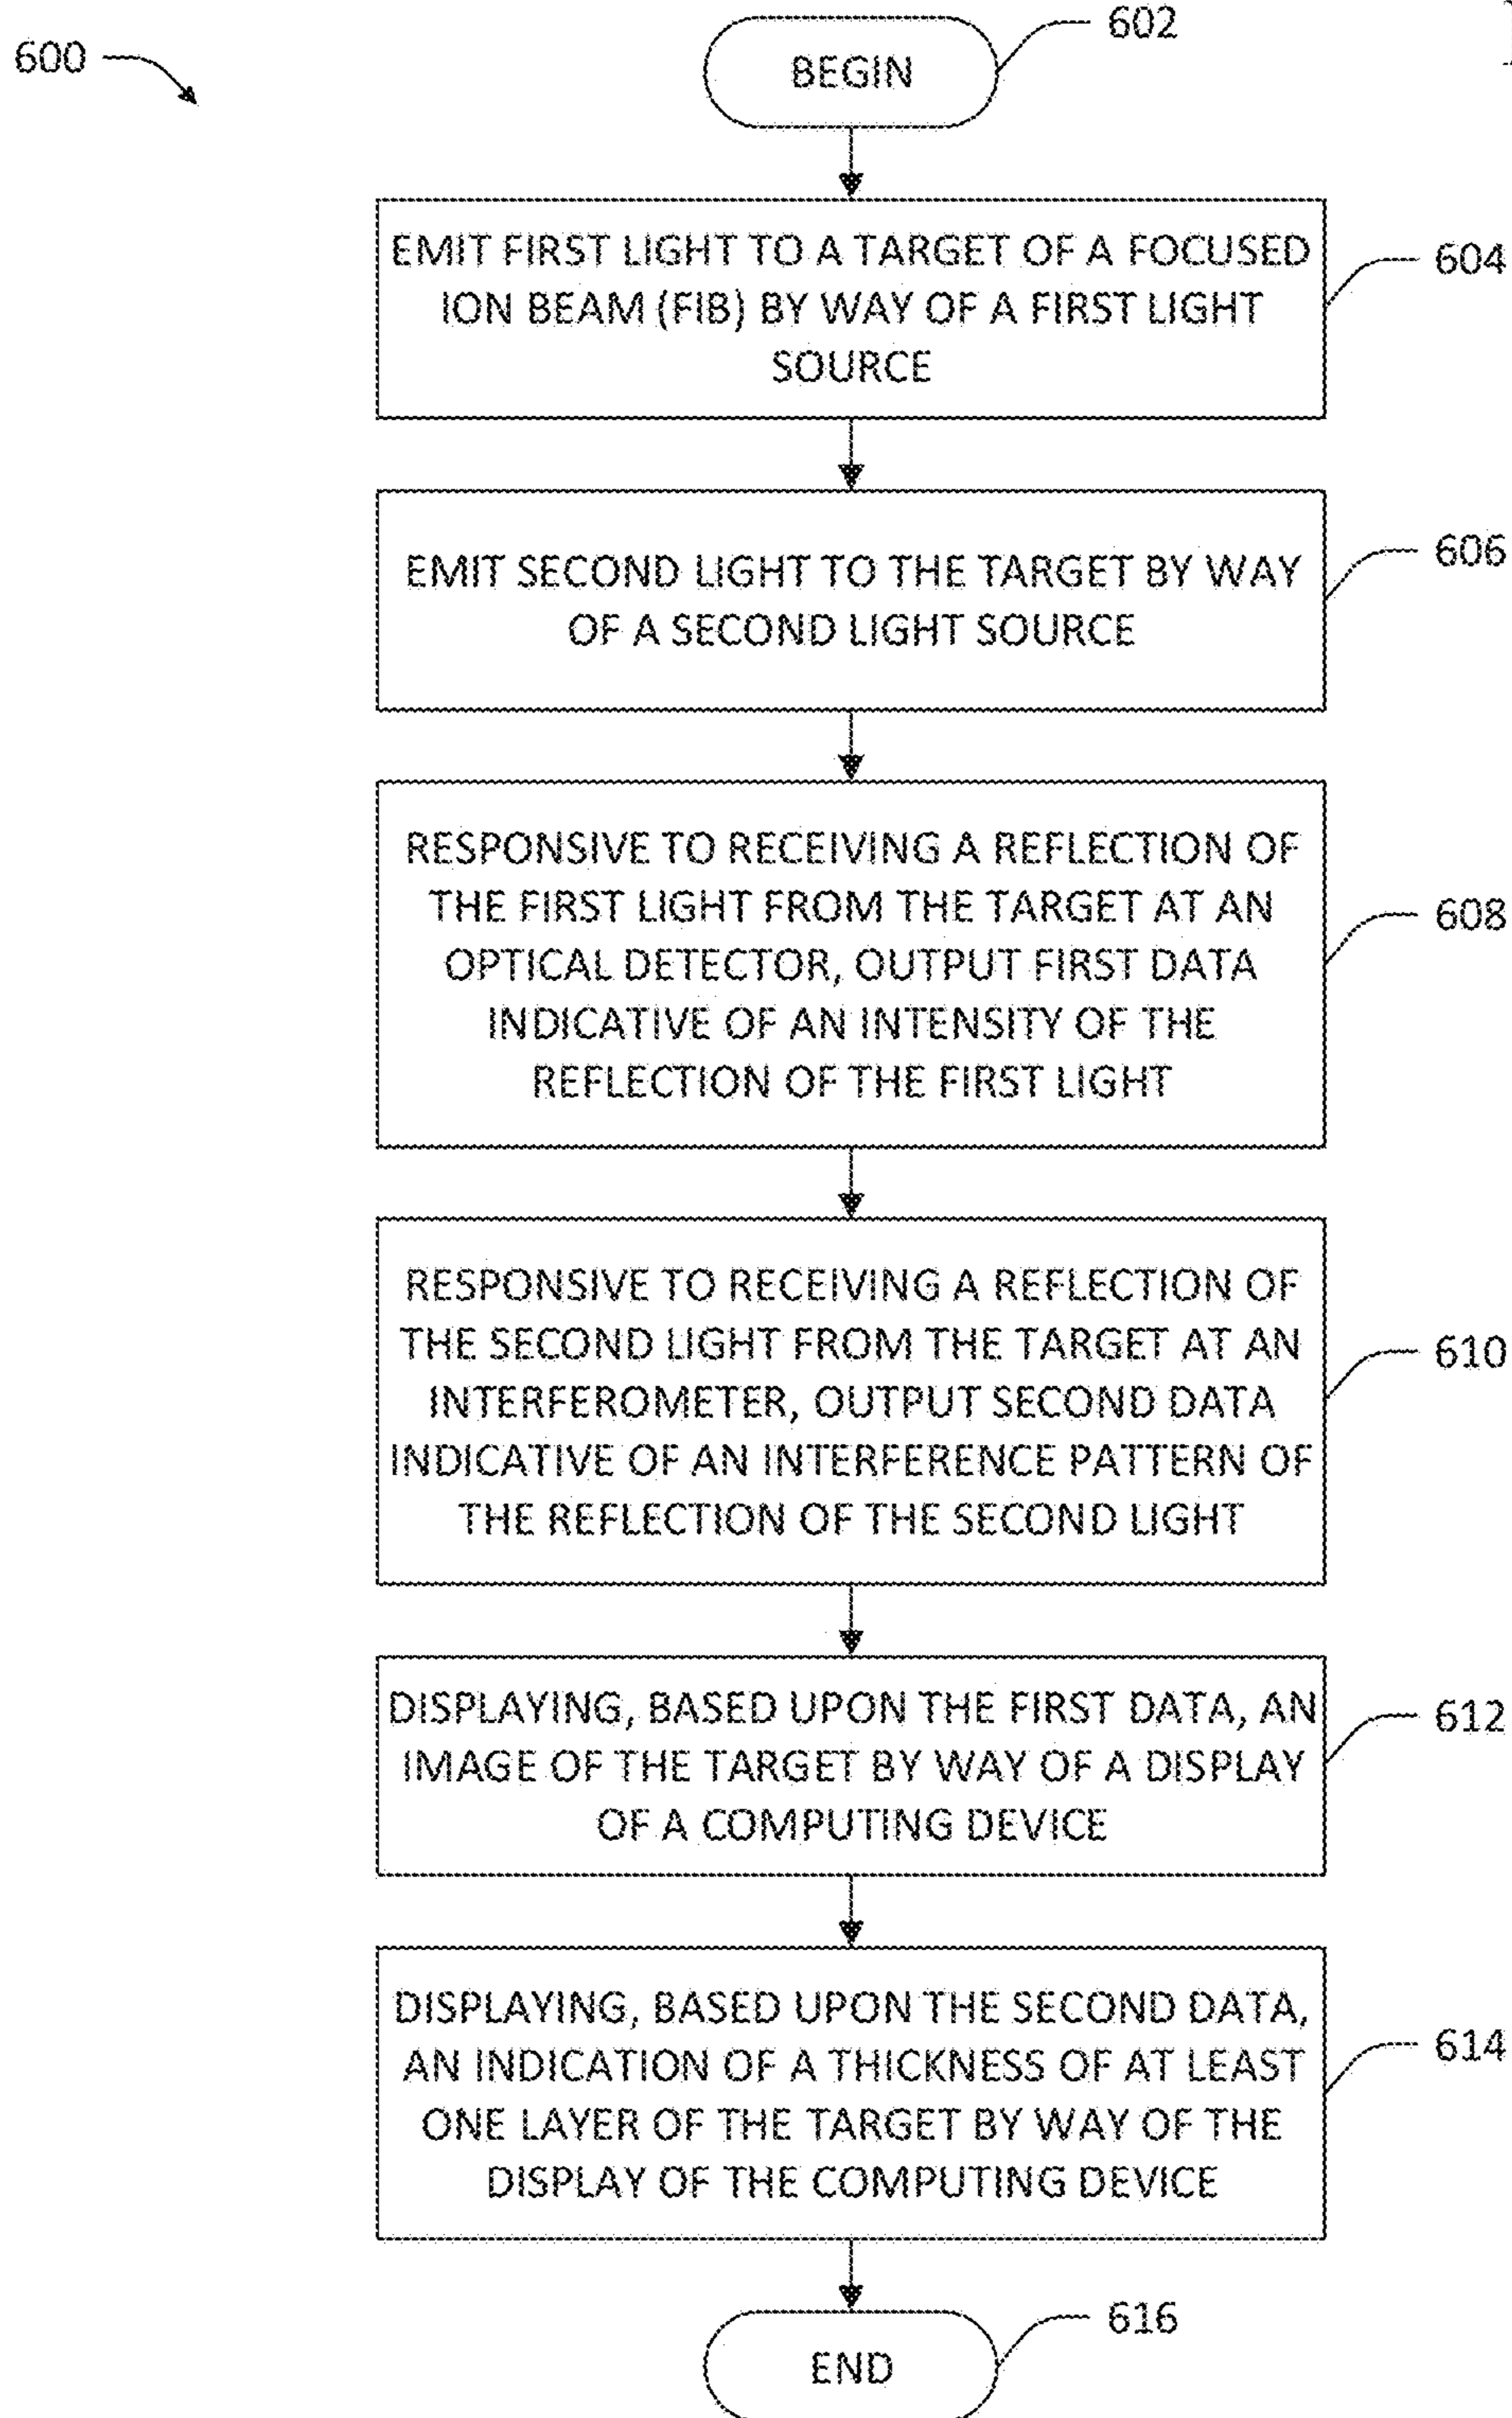 600
602
BEGIN
EMIT FIRST LIGHT TO A TARGET OF A FOCUSED
ION BEAM (FIB) BY WAY OF A FIRST LIGHT
SOURCE
604
EMIT SECOND LIGHT TO THE TARGET BY WAY
OF A SECOND LIGHT SOURCE
606
RESPONSIVE TO RECEIVING A REFLECTION OF
THE FIRST LIGHT FROM THE TARGET AT AN
OPTICAL DETECTOR, OUTPUT FIRST DATA
INDICATIVE OF AN INTENSITY OF THE
REFLECTION OF THE FIRST LIGHT
608
RESPONSIVE TO RECEIVING A REFLECTION OF
THE SECOND LIGHT FROM THE TARGET AT AN
INTERFEROMETER, OUTPUT SECOND DATA
INDICATIVE OF AN INTERFERENCE PATTERN OF
THE REFLECTION OF THE SECOND LIGHT
610
DISPLAYING, BASED UPON THE FIRST DATA, AN
IMAGE OF THE TARGET BY WAY OF A DISPLAY
OF A COMPUTING DEVICE
612
DISPLAYING, BASED UPON THE SECOND DATA,
AN INDICATION OF A THICKNESS OF AT LEAST
ONE LAYER OF THE TARGET BY WAY OF THE
DISPLAY OF THE COMPUTING DEVICE
614
616
END